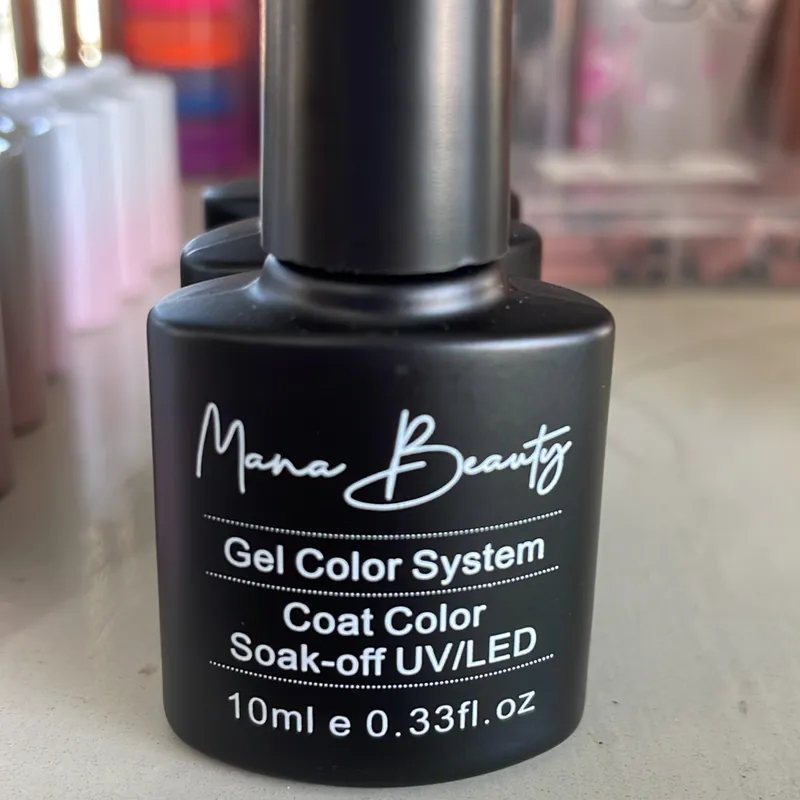 Mana Beauty
Gel Color System
Coat Color
Soak-off UV/LED
10ml e 0.33fl.oz